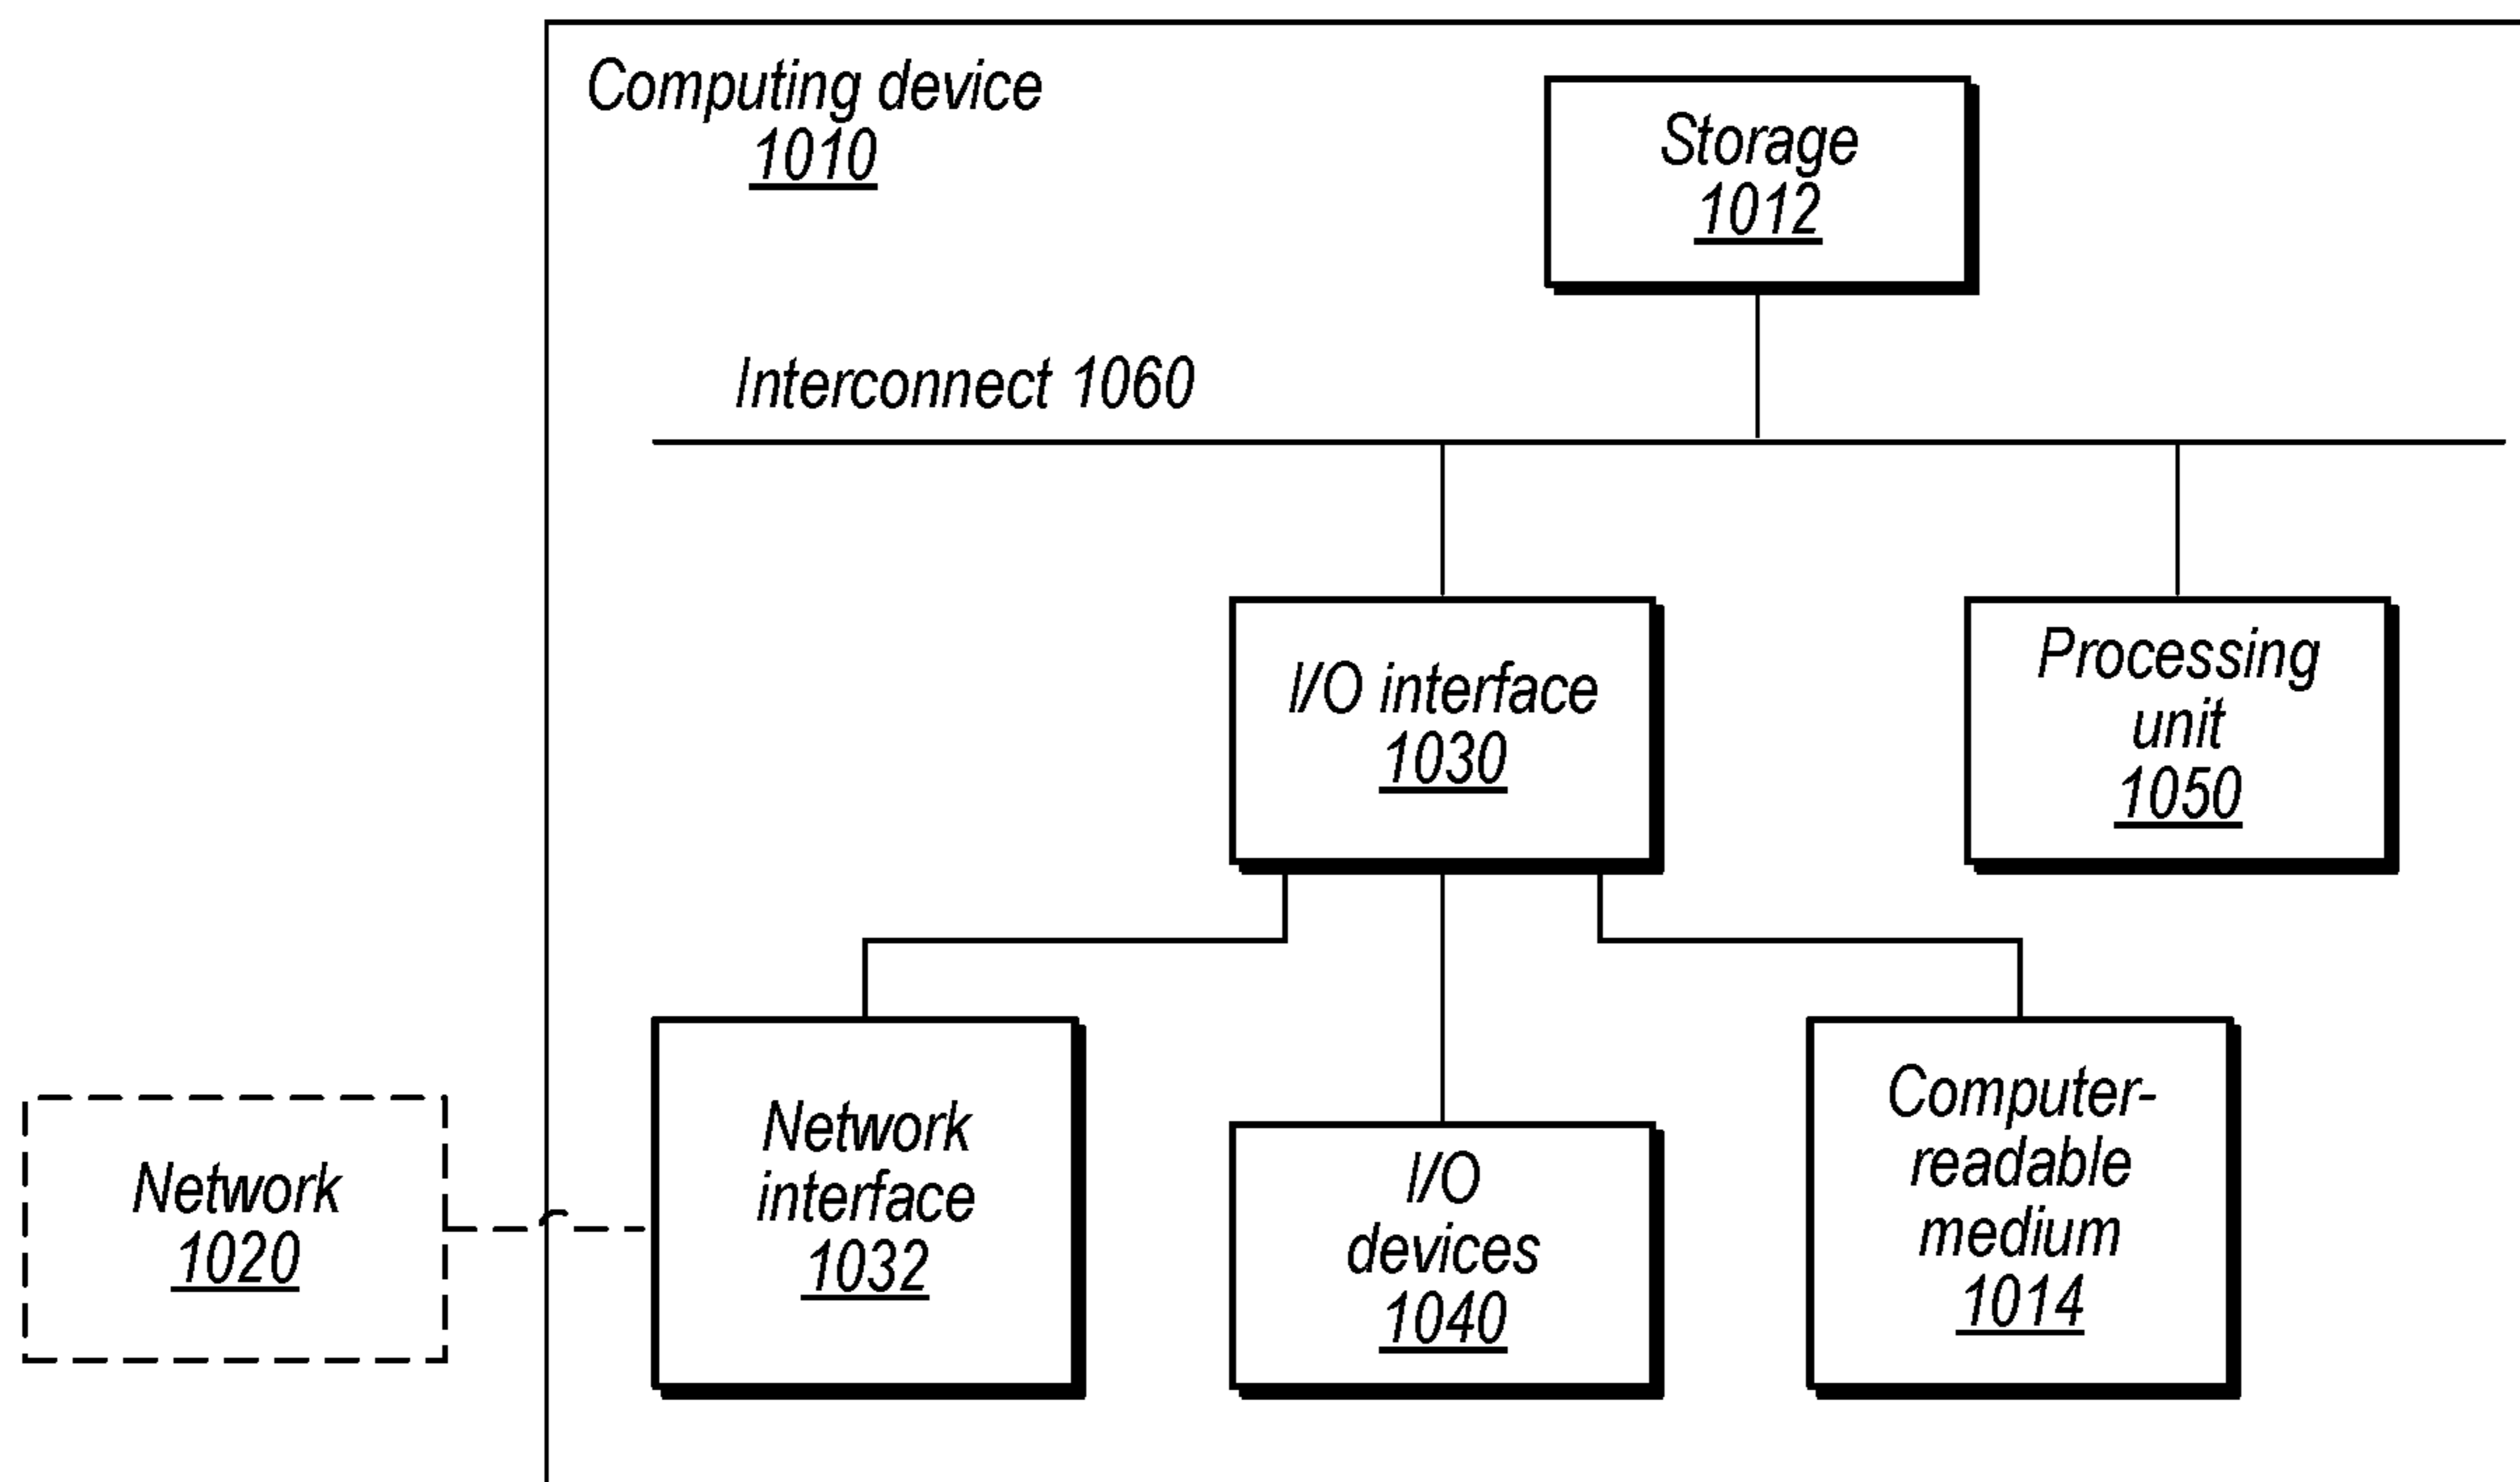 Computing device
1010
Storage
1012
Interconnect 1060
I/O interface
1030
Processing
unit
1050
Network
1020
Network
interface
1032
I/O
devices
1040
Computer-
readable
medium
1014